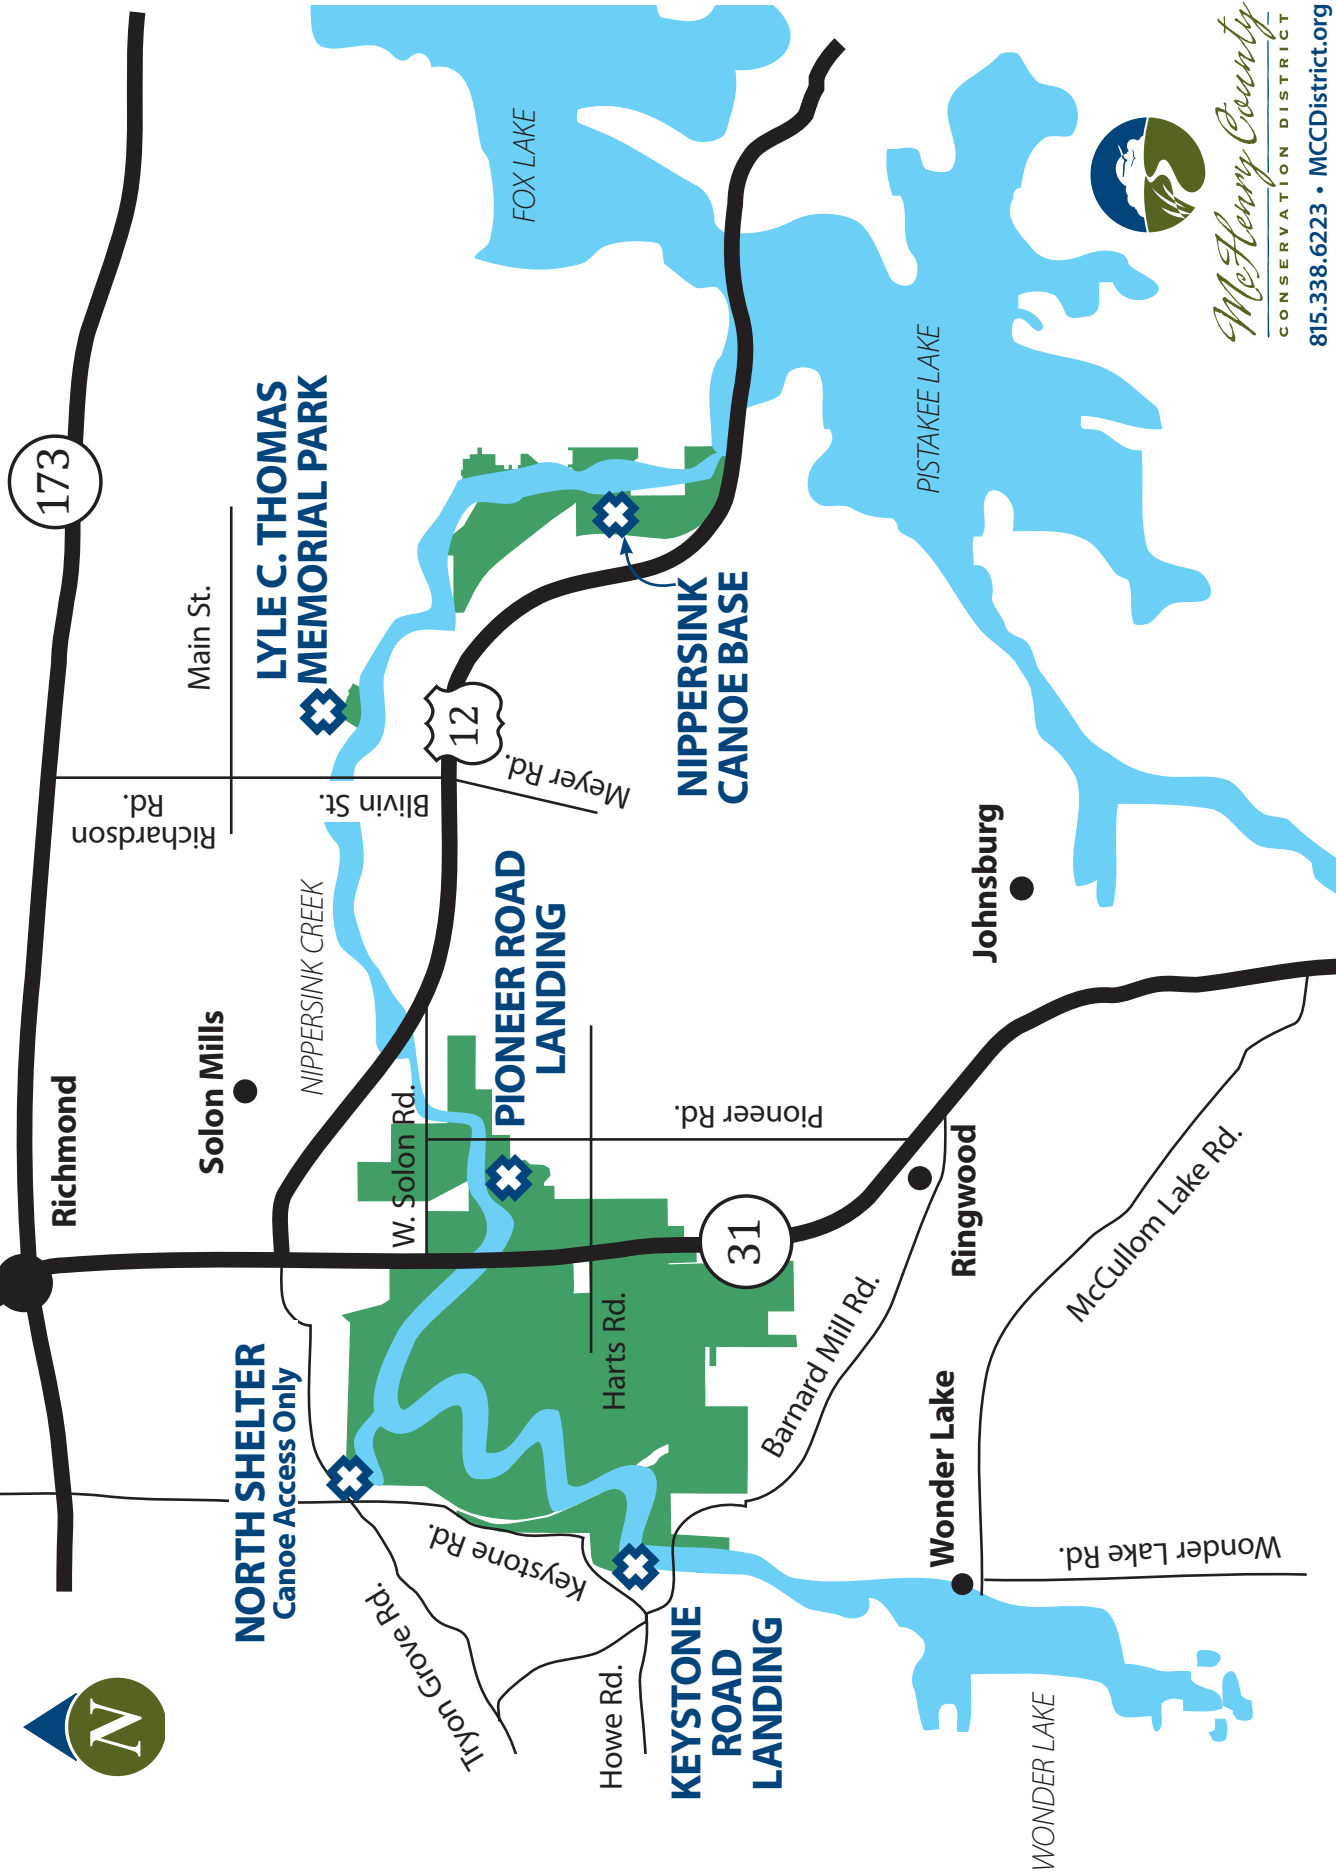 N
173
Main St.
Richardson
Rd.
LYLE C. THOMAS
MEMORIAL PARK
FOX LAKE
Richmond
Solon Mills
NIPPERSINK CREEK
Blivin St.
12
Meyer Rd.
NORTH SHELTER
Canoe Access Only
W. Solon Rd.
PIONEER ROAD
LANDING
NIPPERSINK
CANOE BASE
Tryon Grove Rd.
Keystone Rd.
Harts Rd.
Pioneer Rd.
Howe Rd.
KEYSTONE
ROAD
LANDING
31
Barnard Mill Rd.
Ringwood
Johnsburg
PISTAKEE LAKE
Wonder Lake
McCullom Lake Rd.
Wonder Lake Rd.
WONDER LAKE
McHenry County
CONSERVATION DISTRICT
815.338.6223 • MCCDistrict.org